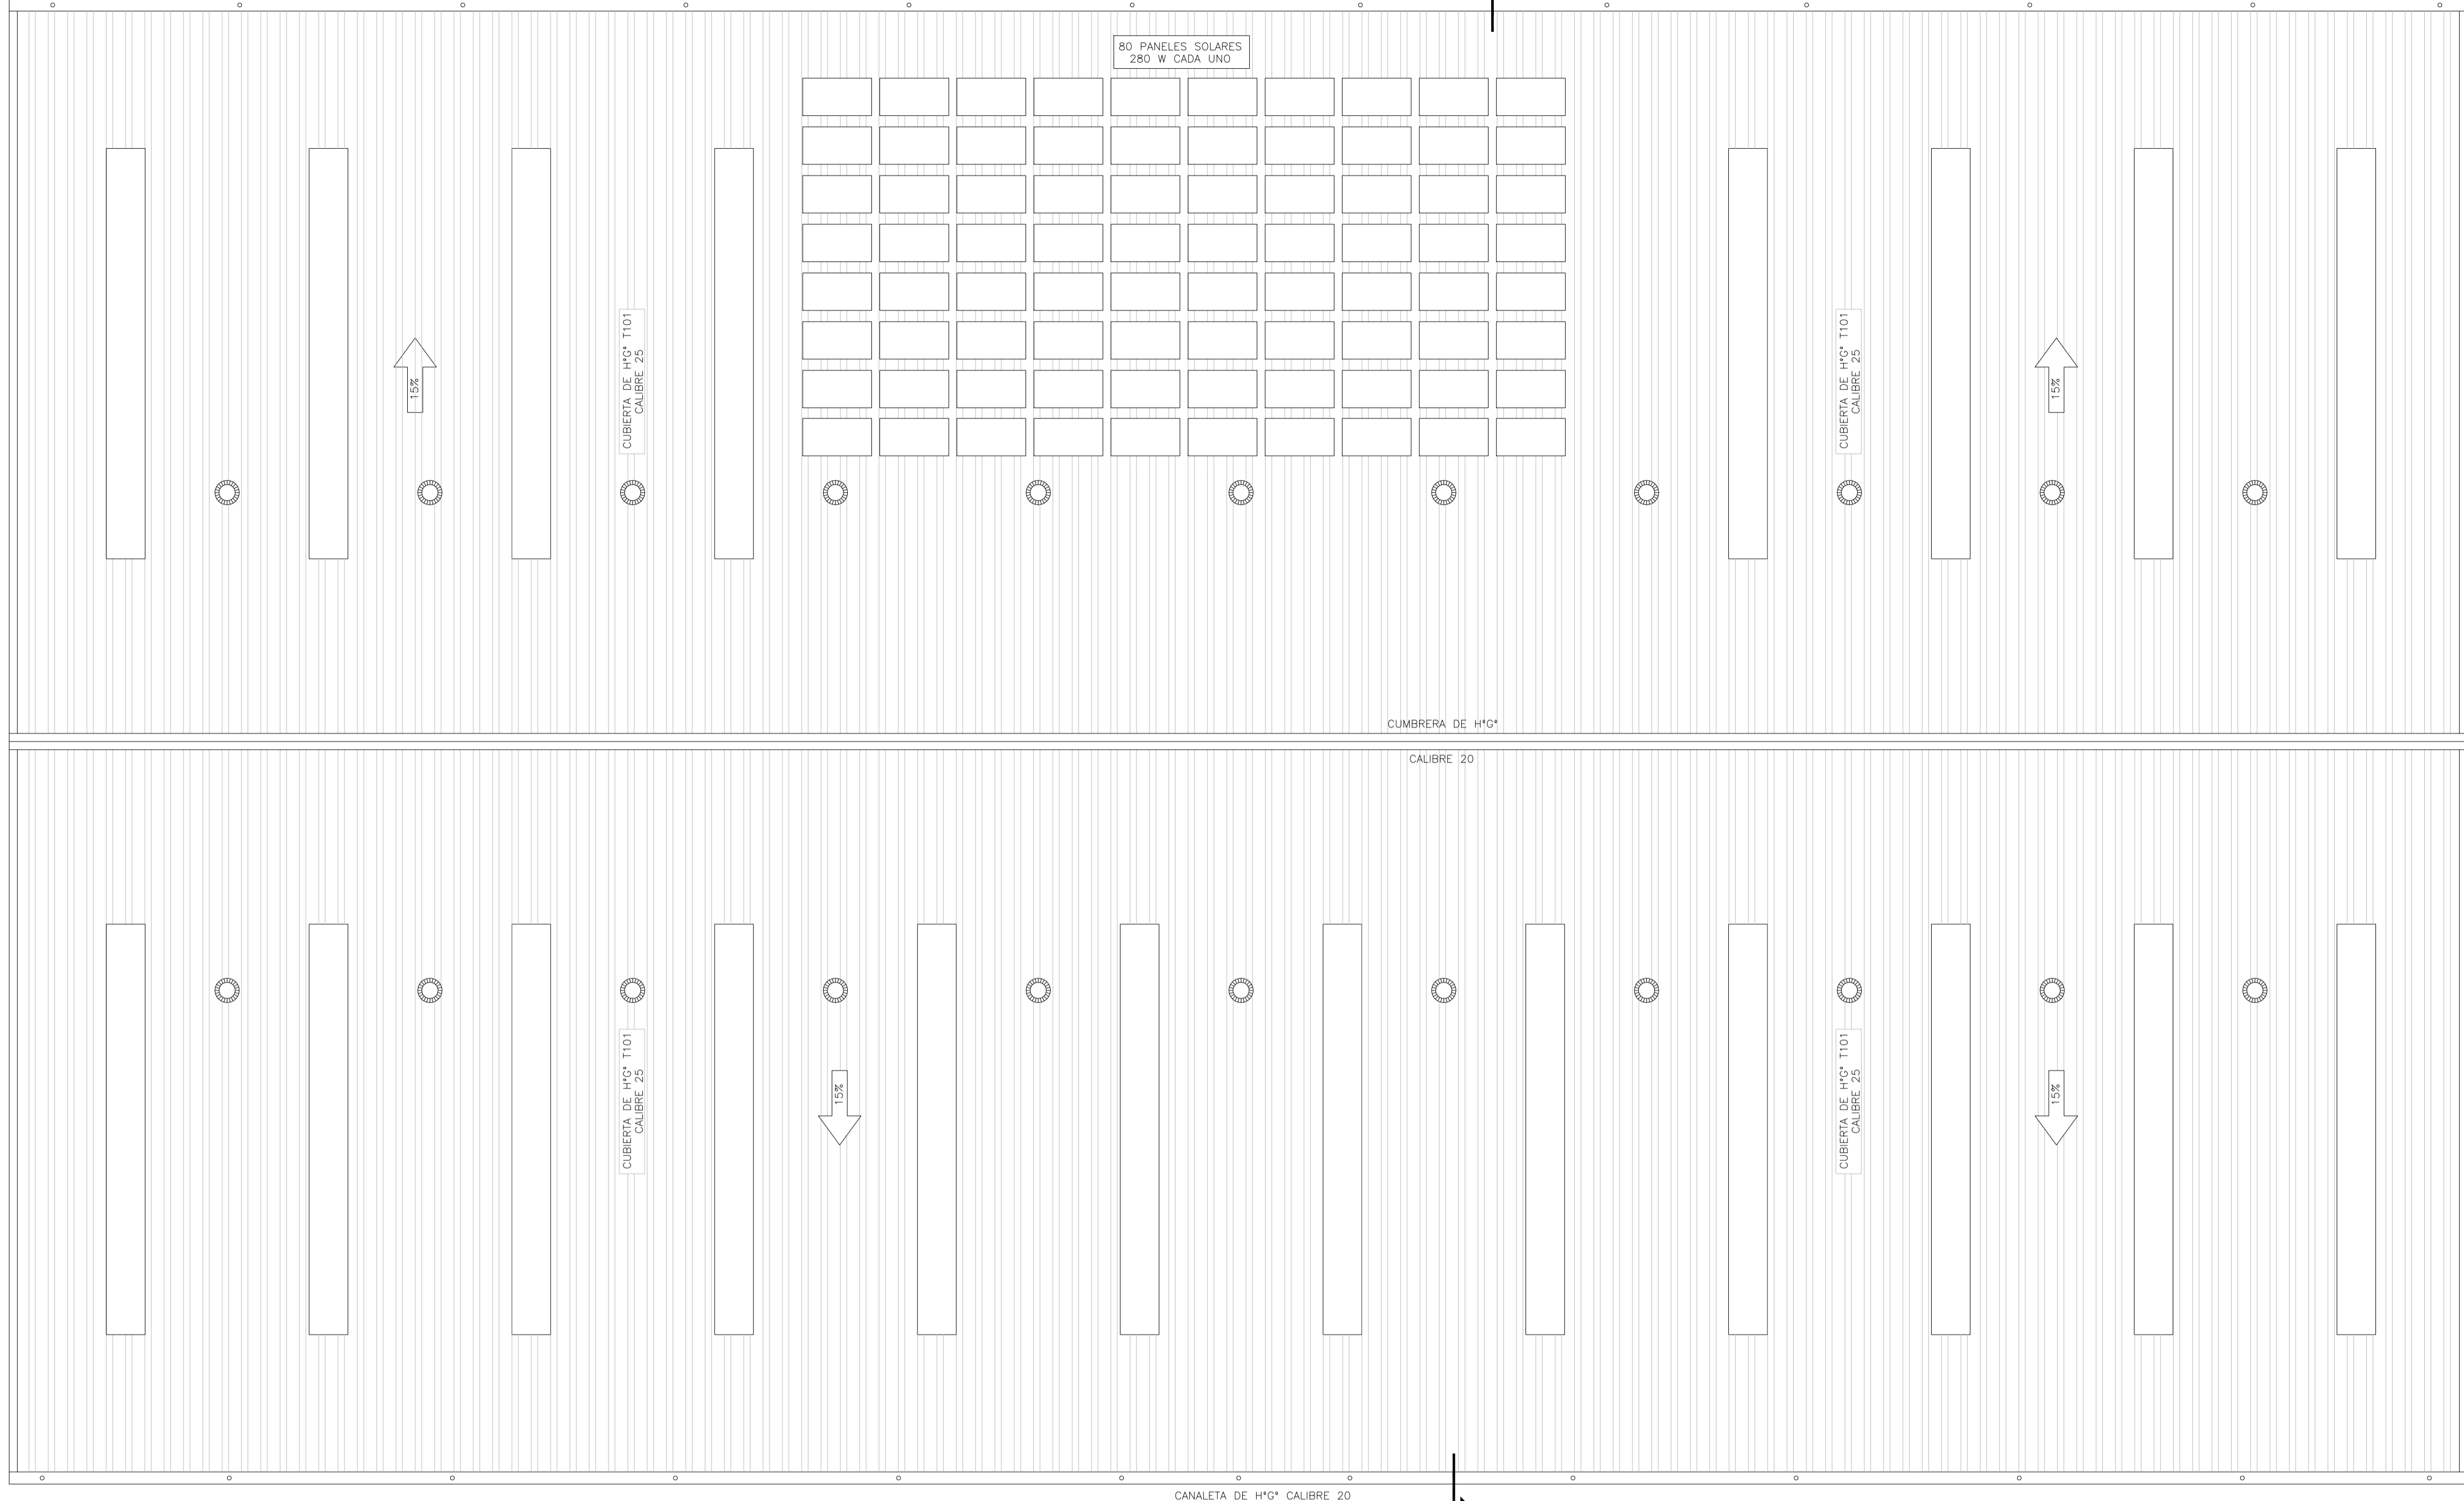 80 PANELES SOLARES
280 W CADA UNO
15%
CUBIERTA DE H°G° T101
CALIBRE 25
CUBIERTA DE H°G° T101
CALIBRE 25
15%
CUMBRERA DE H°G°
CALIBRE 20
CUBIERTA DE H°G° T101
CALIBRE 25
15%
CUBIERTA DE H°G° T101
CALIBRE 25
15%
CANALETA DE H°G° CALIBRE 20